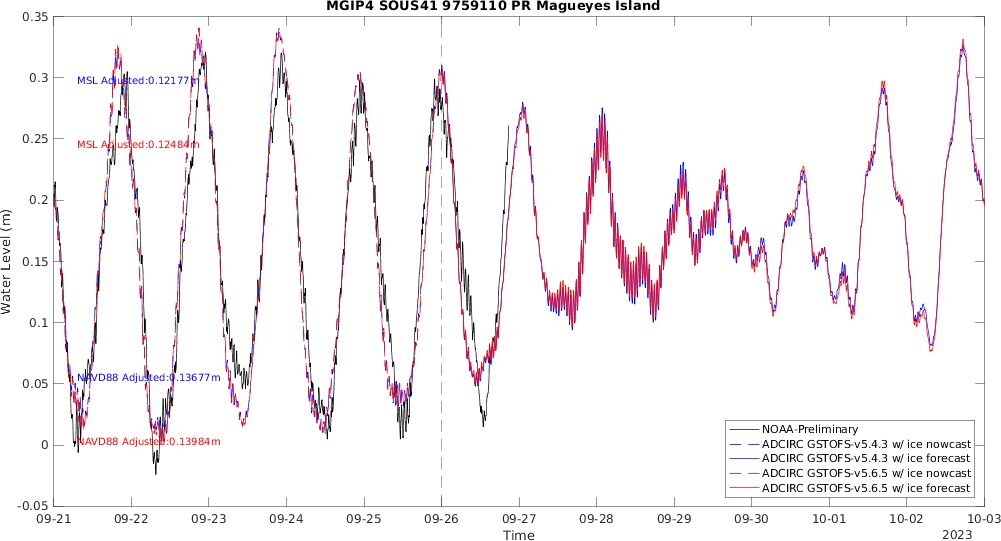 MGIP4 SOUS41 9759110 PR Magueyes Island
0.35
0.3
0.25
0.2
0.15
0.1
0.05
0
-0.05
Water Level (m)
MSL Adjusted:0.12177m
MSL Adjusted:0.12484m
NAVD88 Adjusted:0.13677m
NAVD88 Adjusted:0.13984m
NOAA-Preliminary
ADCIRC GSTOFS-v5.4.3 w/ ice nowcast
ADCIRC GSTOFS-v5.4.3 w/ ice forecast
ADCIRC GSTOFS-v5.6.5 w/ ice nowcast
ADCIRC GSTOFS-v5.6.5 w/ ice forecast
09-21 09-22 09-23 09-24 09-25 09-26 09-27 09-28 09-29 09-30 10-01 10-02 10-03
Time
2023